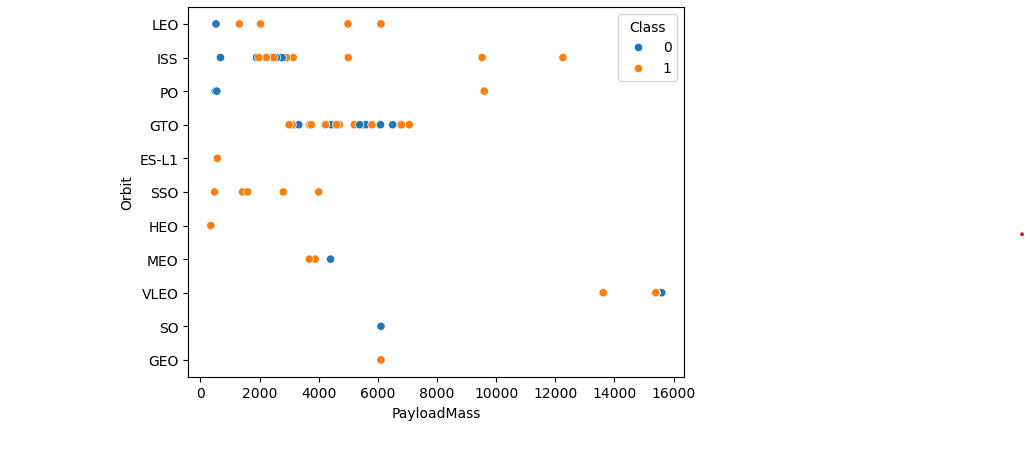 Class
0
1
LEO
ISS
PO
GTO
ES-L1
SSO
HEO
MEO
VLEO
SO
GEO
Orbit
0 2000 4000 6000 8000 10000 12000 14000 16000
PayloadMass